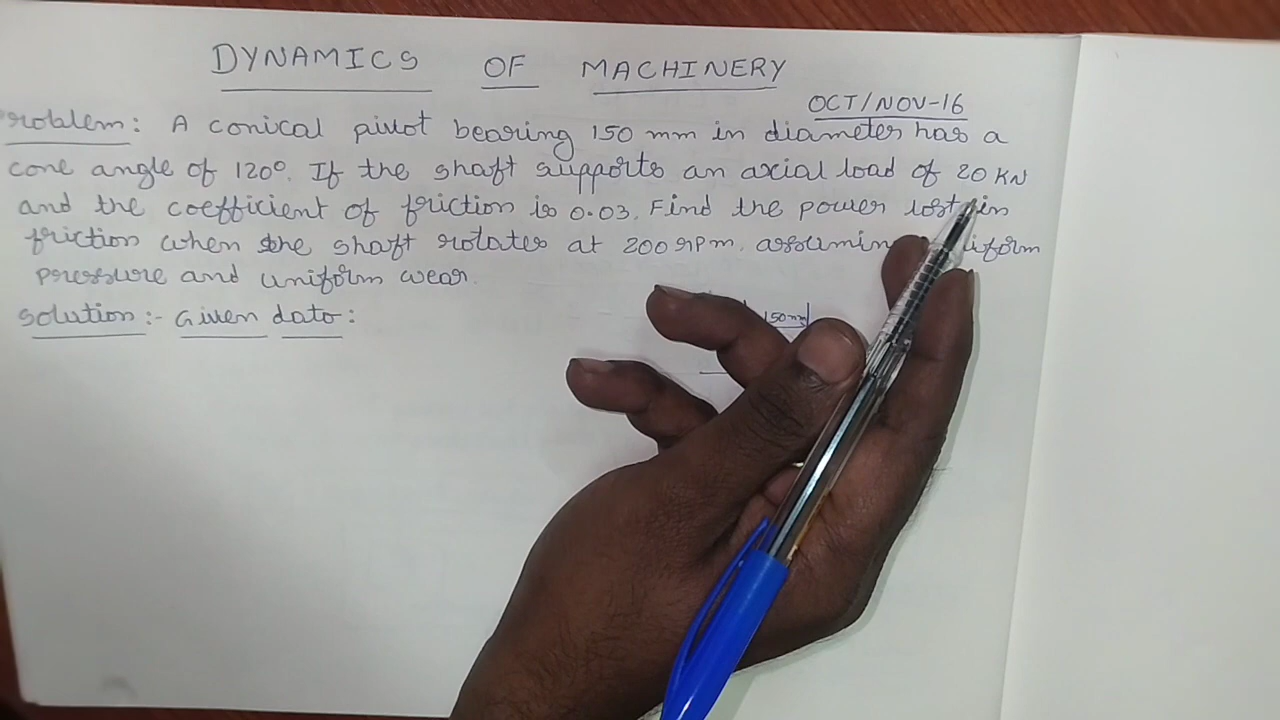 DYNAMICS OF MACHINERY
OCT/NOV-16
roblem: A conical pivot bearing 150 mm in diameter has a
cone angle of 120°. If the shaft supports an axial load of 20 KN
and the coefficient of friction is 0.03. Find the power lost in
friction when the shaft rotates at 200 rpm. assumin iform
pressure and uniform wear.
Solution:- Given data:
150mm